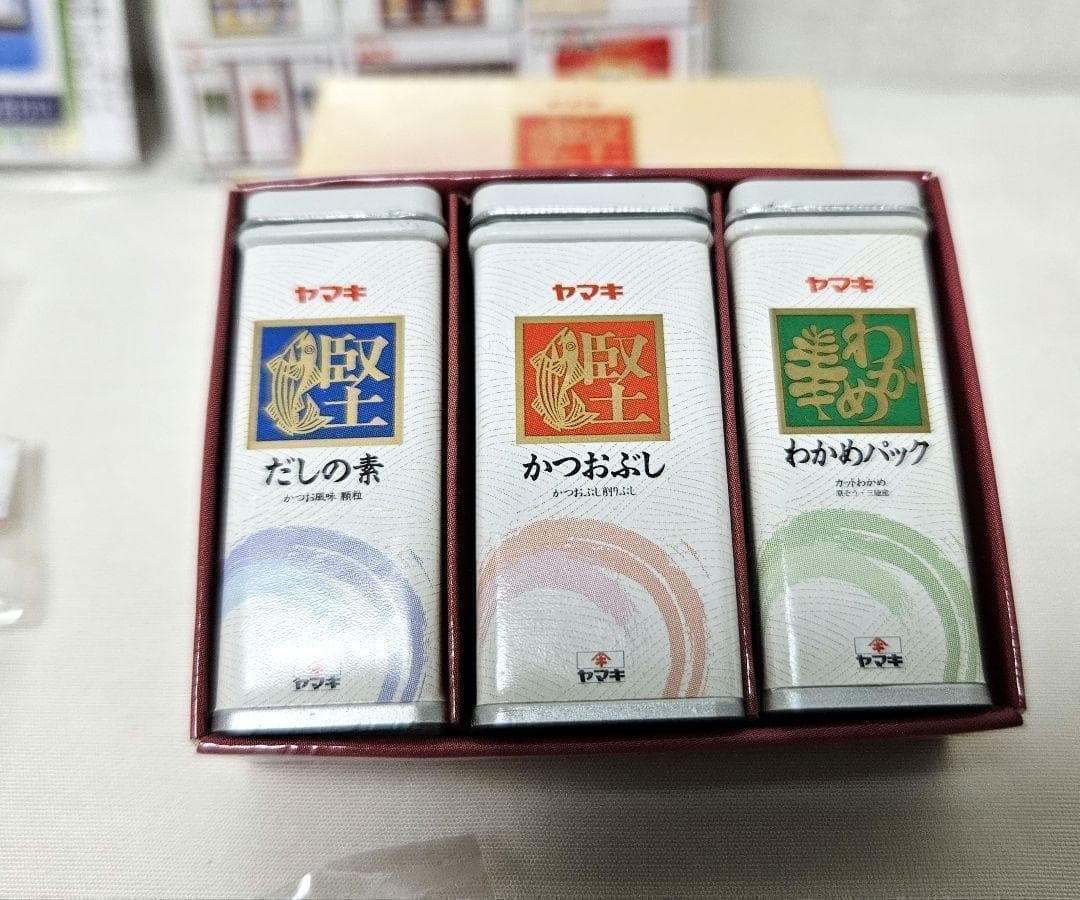 ヤマキ
堅
だしの素
かつお風味 顆粒
ヤマキ
ヤマキ
堅
かつおぶし
かつおぶし削りぶし
ヤマキ
ヤマキ
わかめ
わかめパック
カットわかめ
ヤマキ